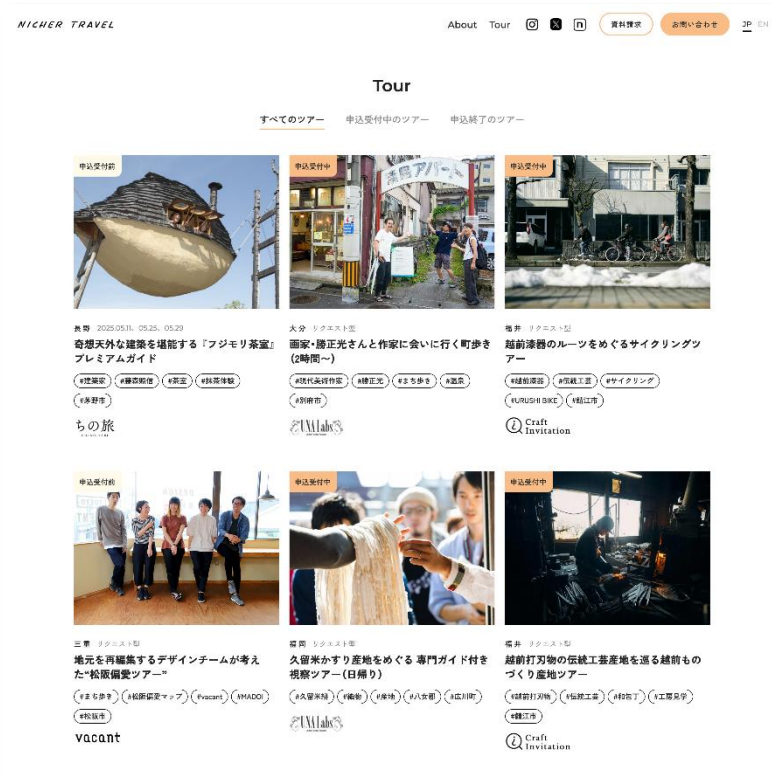 NICHER TRAVEL
About Tour 資料請求 お問い合わせ JP EN
Tour
すべてのツアー 申込受付中のツアー 申込終了のツアー
申込受付前
長野 2025.05.11、05.25、05.29
奇想天外な建築を堪能する『フジモリ茶室』
プレミアムガイド
#建築家 #藤森照信 #茶室 #抹茶体験
#茅野市
ちの旅
申込受付中
大分 リクエスト型
画家・勝正光さんと作家に会いに行く町歩き
(2時間〜)
#現代美術作家 #勝正光 #まち歩き #温泉
#別府市
UNA Labs
申込受付中
福井 リクエスト型
越前漆器のルーツをめぐるサイクリングツ
アー
#越前漆器 #伝統工芸 #サイクリング
#URUSHI BIKE #鯖江市
Craft
Invitation
申込受付前
三重 リクエスト型
地元を再編集するデザインチームが考え
た“松阪偏愛ツアー”
#まち歩き #松阪偏愛マップ #vacant #MADOI
#松阪市
vacant
申込受付中
福岡 リクエスト型
久留米かすり産地をめぐる 専門ガイド付き
視察ツアー(日帰り)
#久留米絣 #織物 #産地 #八女郡 #広川町
UNA Labs
申込受付中
福井 リクエスト型
越前打刃物の伝統工芸産地を巡る越前もの
づくり産地ツアー
#越前打刃物 #伝統工芸 #和包丁 #工房見学
#鯖江市
Craft
Invitation